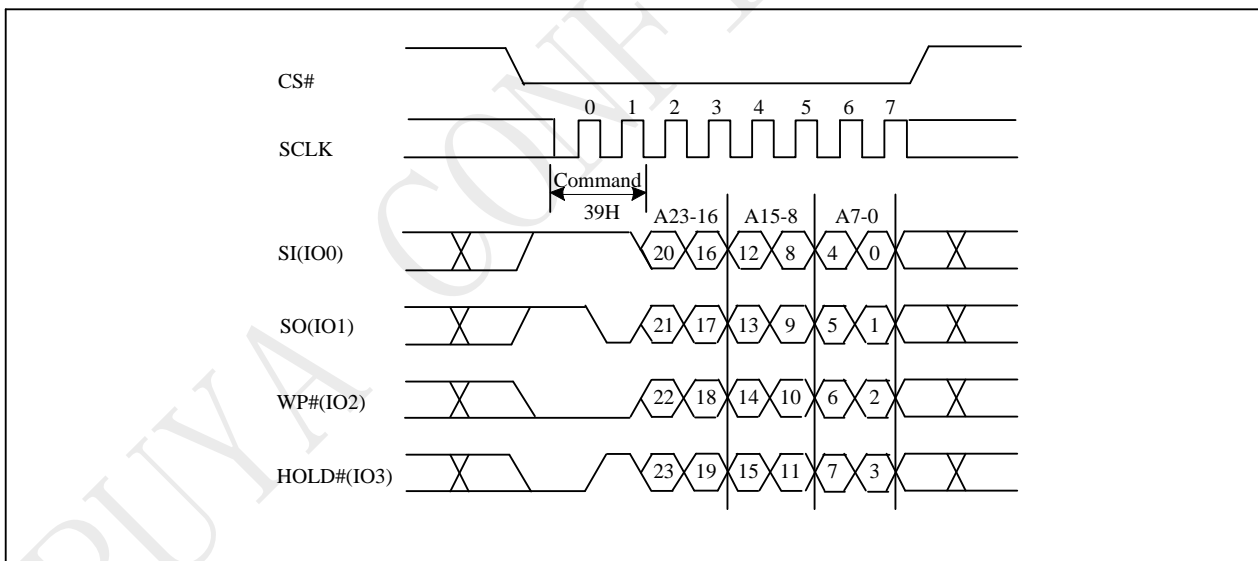 PUYA CONF
CS#
0 1 2 3 4 5 6 7
SCLK
Command
39H
A23-16 A15-8 A7-0
SI(IO0) 20 16 12 8 4 0
SO(IO1) 21 17 13 9 5 1
WP#(IO2) 22 18 14 10 6 2
HOLD#(IO3) 23 19 15 11 7 3